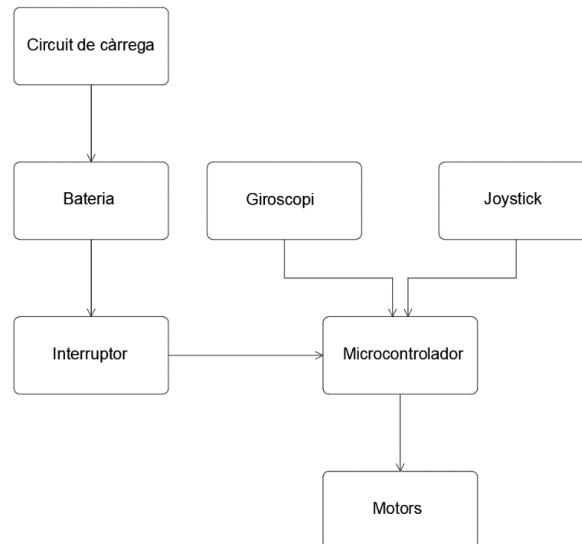 Circuit de càrrega
Bateria
Giroscopi
Joystick
Interruptor
Microcontrolador
Motors